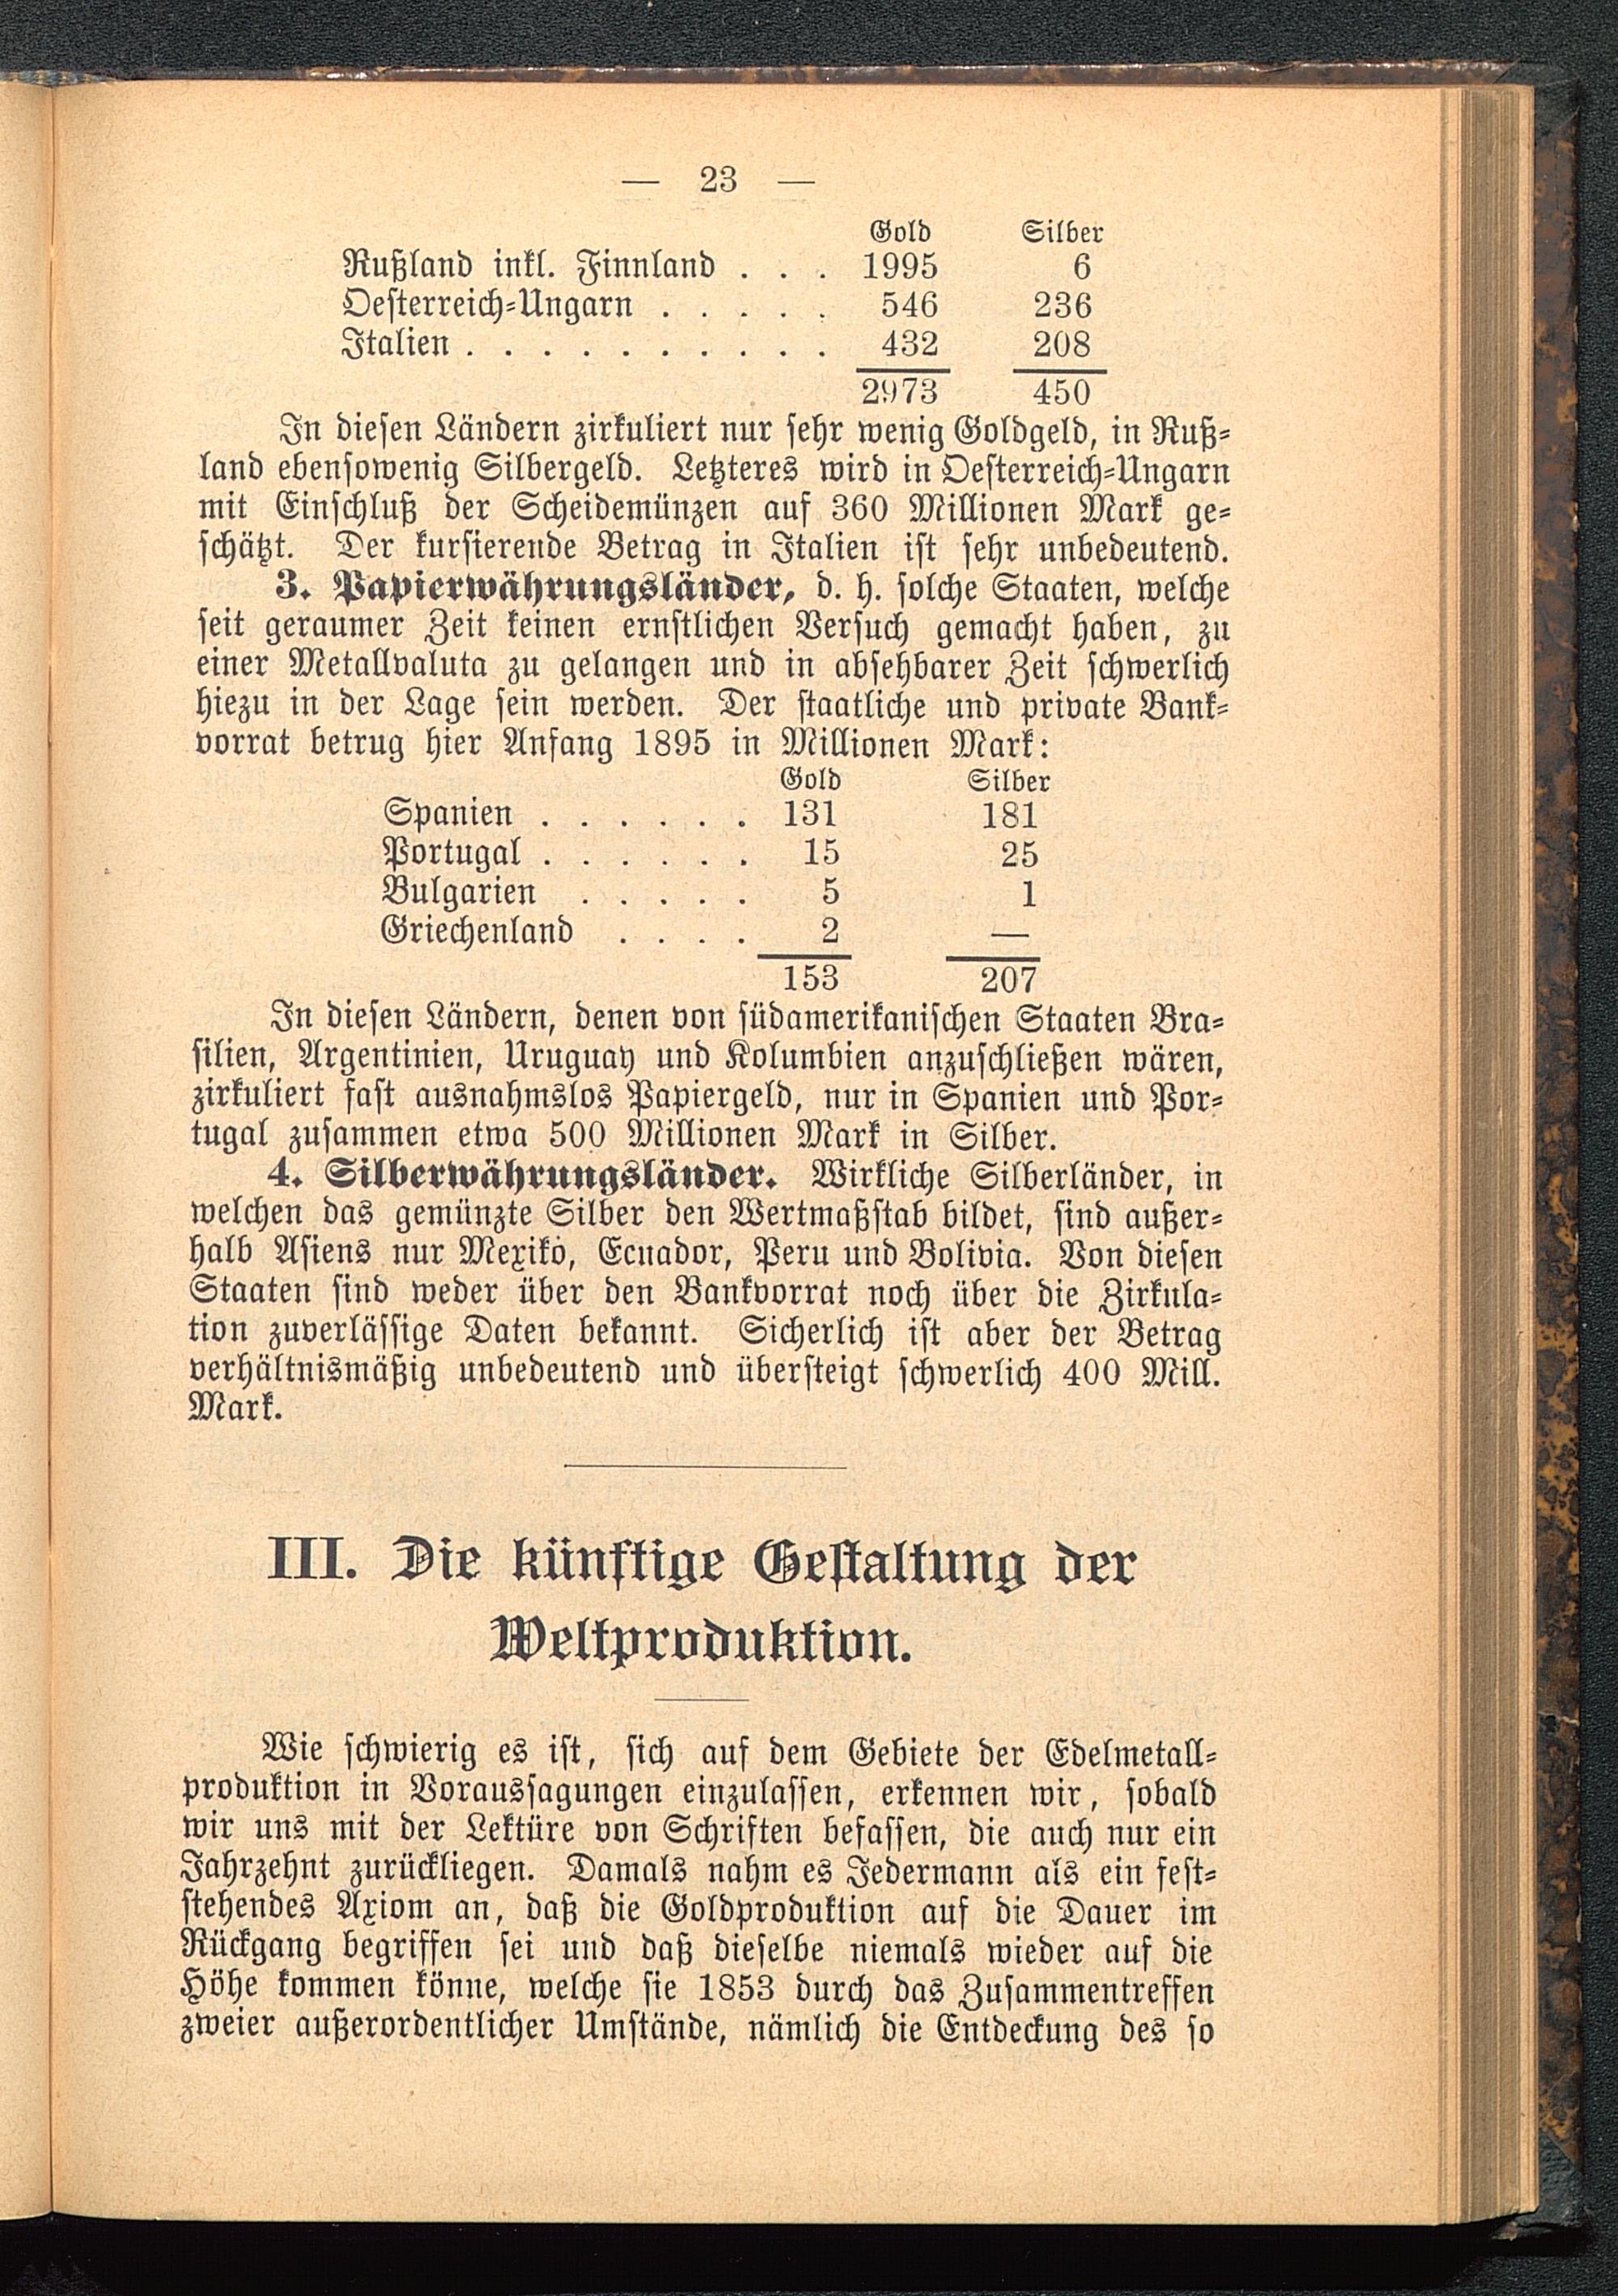 — 23 —
Gold Silber
Rußland inkl. Finnland . . . 1995 6
Oesterreich-Ungarn . . . . . 546 236
Italien . . . . . . . . . . 432 208
2973 450
In diesen Ländern zirkuliert nur sehr wenig Goldgeld, in Ruß-
land ebensowenig Silbergeld. Letzteres wird in Oesterreich-Ungarn
mit Einschluß der Scheidemünzen auf 360 Millionen Mark ge-
schätzt. Der kursierende Betrag in Italien ist sehr unbedeutend.
3. Papierwährungsländer, d. h. solche Staaten, welche
seit geraumer Zeit keinen ernstlichen Versuch gemacht haben, zu
einer Metallvaluta zu gelangen und in absehbarer Zeit schwerlich
hiezu in der Lage sein werden. Der staatliche und private Bank-
vorrat betrug hier Anfang 1895 in Millionen Mark:
Gold Silber
Spanien . . . . . . 131 181
Portugal . . . . . . 15 25
Bulgarien . . . . . 5 1
Griechenland . . . . 2 —
153 207
In diesen Ländern, denen von südamerikanischen Staaten Bra-
silien, Argentinien, Uruguay und Kolumbien anzuschließen wären,
zirkuliert fast ausnahmslos Papiergeld, nur in Spanien und Por-
tugal zusammen etwa 500 Millionen Mark in Silber.
4. Silberwährungsländer. Wirkliche Silberländer, in
welchen das gemünzte Silber den Wertmaßstab bildet, sind außer-
halb Asiens nur Mexiko, Ecuador, Peru und Bolivia. Von diesen
Staaten sind weder über den Bankvorrat noch über die Zirkula-
tion zuverlässige Daten bekannt. Sicherlich ist aber der Betrag
verhältnismäßig unbedeutend und übersteigt schwerlich 400 Mill.
Mark.
III. Die künftige Gestaltung der
Weltproduktion.
Wie schwierig es ist, sich auf dem Gebiete der Edelmetall-
produktion in Voraussagungen einzulassen, erkennen wir, sobald
wir uns mit der Lektüre von Schriften befassen, die auch nur ein
Jahrzehnt zurückliegen. Damals nahm es Jedermann als ein fest-
stehendes Axiom an, daß die Goldproduktion auf die Dauer im
Rückgang begriffen sei und daß dieselbe niemals wieder auf die
Höhe kommen könne, welche sie 1853 durch das Zusammentreffen
zweier außerordentlicher Umstände, nämlich die Entdeckung des so